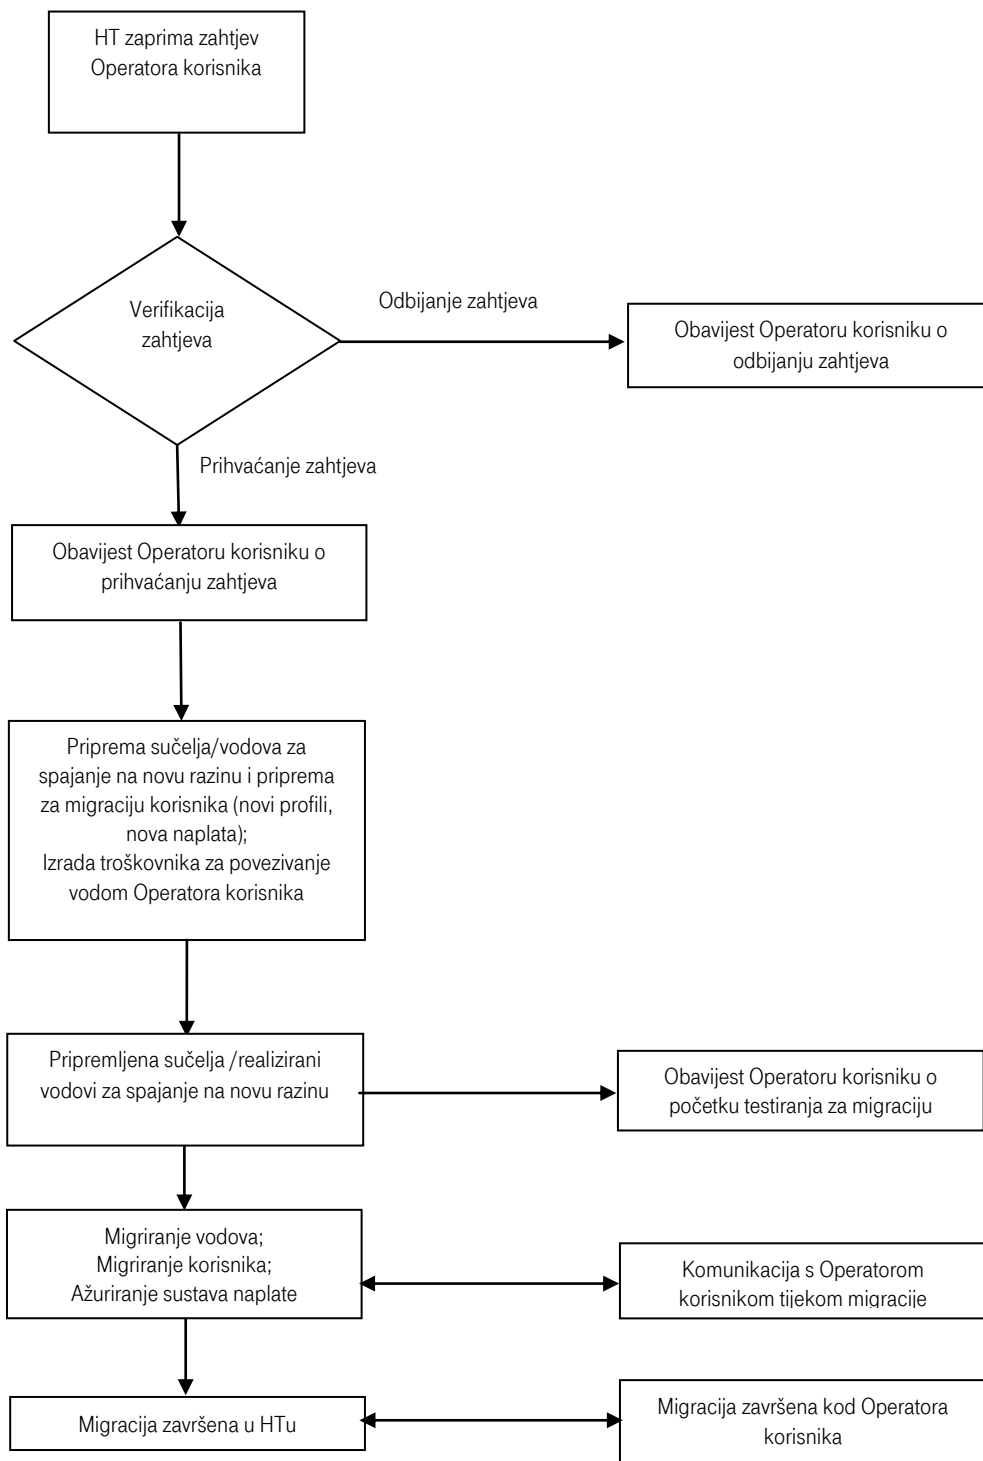 HT zaprima zahtjev
Operatora korisnika
Verifikacija
zahtjeva
Odbijanje zahtjeva
Obavijest Operatoru korisniku o
odbijanju zahtjeva
Prihvaćanje zahtjeva
Obavijest Operatoru korisniku o
prihvaćanju zahtjeva
Priprema sučelja/vodova za
spajanje na novu razinu i priprema
za migraciju korisnika (novi profili,
nova naplata);
Izrada troškovnika za povezivanje
vodom Operatora korisnika
Pripremljena sučelja /realizirani
vodovi za spajanje na novu razinu
Obavijest Operatoru korisniku o
početku testiranja za migraciju
Migriranje vodova;
Migriranje korisnika;
Ažuriranje sustava naplate
Komunikacija s Operatorom
korisnikom tijekom migracije
Migracija završena u HTu
Migracija završena kod Operatora
korisnika